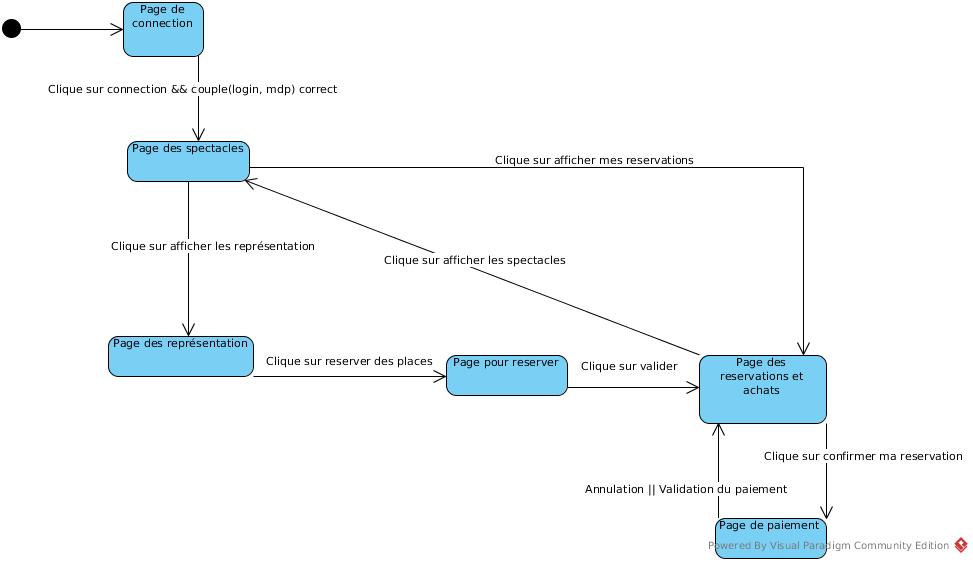 Page de
connection
Clique sur connection && couple(login, mdp) correct
Page des spectacles
Clique sur afficher mes reservations
Clique sur afficher les représentation
Clique sur afficher les spectacles
Page des représentation
Clique sur reserver des places
Page pour reserver
Clique sur valider
Page des
reservations et
achats
Clique sur confirmer ma reservation
Annulation || Validation du paiement
Page de paiement
Powered By Visual Paradigm Community Edition